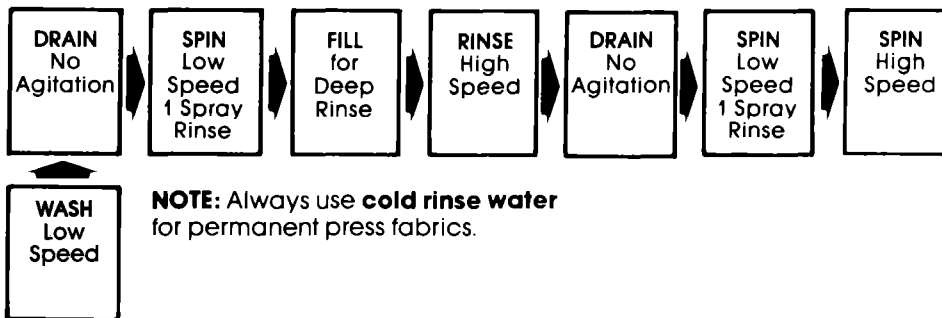 DRAIN
No
Agitation
SPIN
Low
Speed
1 Spray
Rinse
FILL
for
Deep
Rinse
RINSE
High
Speed
DRAIN
No
Agitation
SPIN
Low
Speed
1 Spray
Rinse
SPIN
High
Speed
WASH
Low
Speed
NOTE: Always use cold rinse water
for permanent press fabrics.